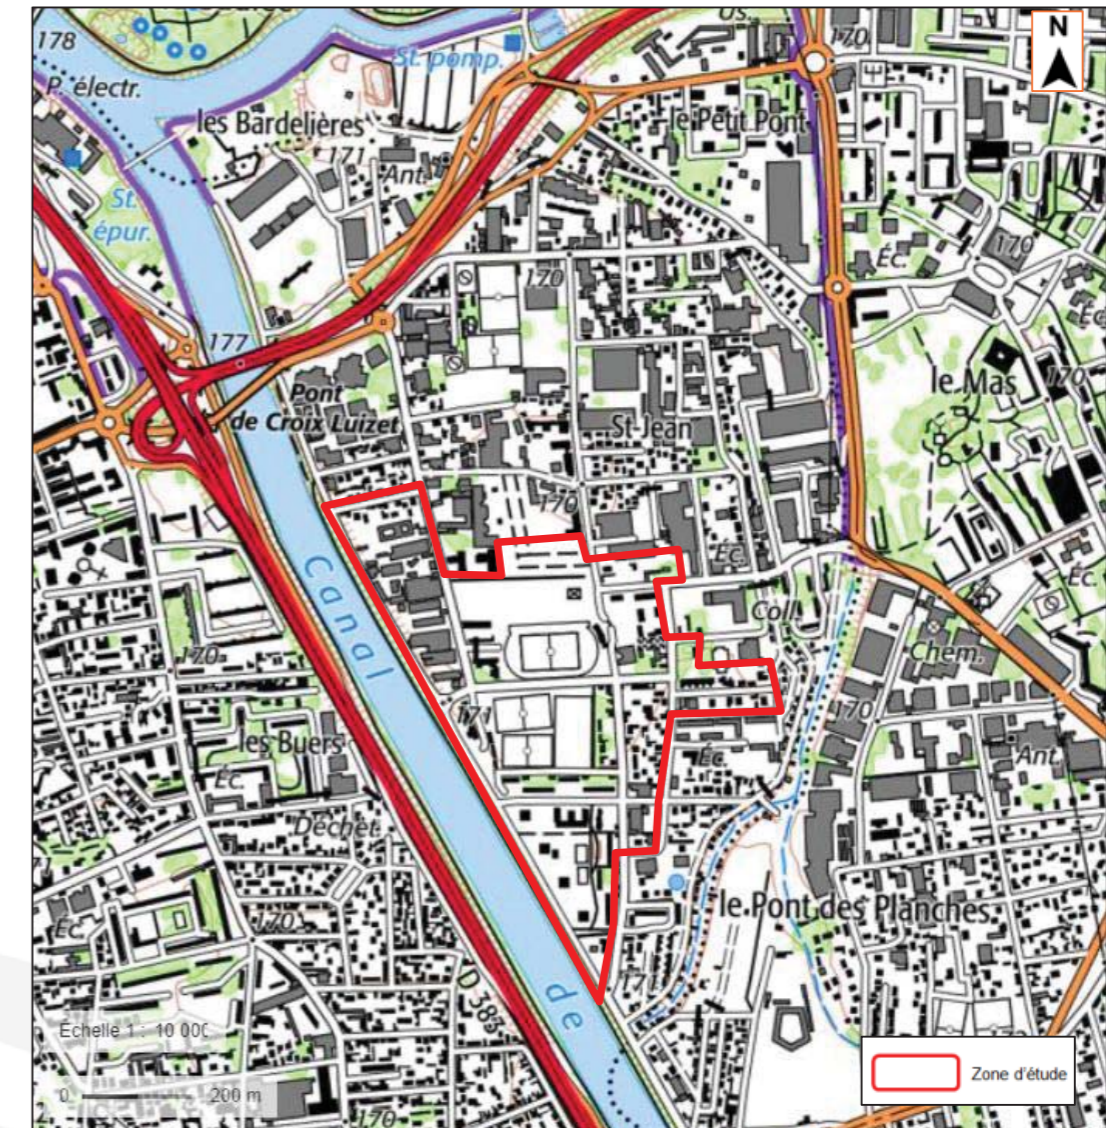 178
Us.
170
N
St. pomp.
P. électr.
les Bardelières
le Petit Pont
171
Ant.
St.
épur.
170
Éc.
170
177
le Mas
170
Pont
de Croix Luizet
St-Jean
170
Éc.
Éc.
Canal
Coll.
170
Chem.
171
170
les Buers
Éc.
Éc.
Ant.
Déchet.
le Pont des Planches
Éc.
170
171
D 383
de
Echelle 1 : 10 000
Zone d'étude
0
200 m
170